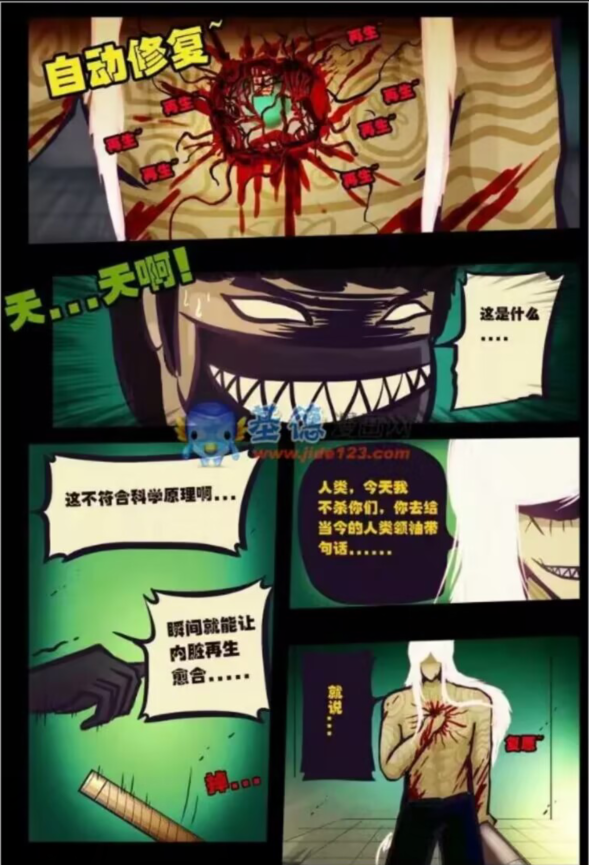 自动修复~
再生~
再生~
再生~
再生~
再生~
再生~
再生~
天...天啊!
这是什么
....
基德漫画网
www.jide123.com
这不符合科学原理啊...
人类，今天我
不杀你们，你去给
当今的人类领袖带
句话......
瞬间就能让
内脏再生
愈合.....
就
说
...
复原~
掉...